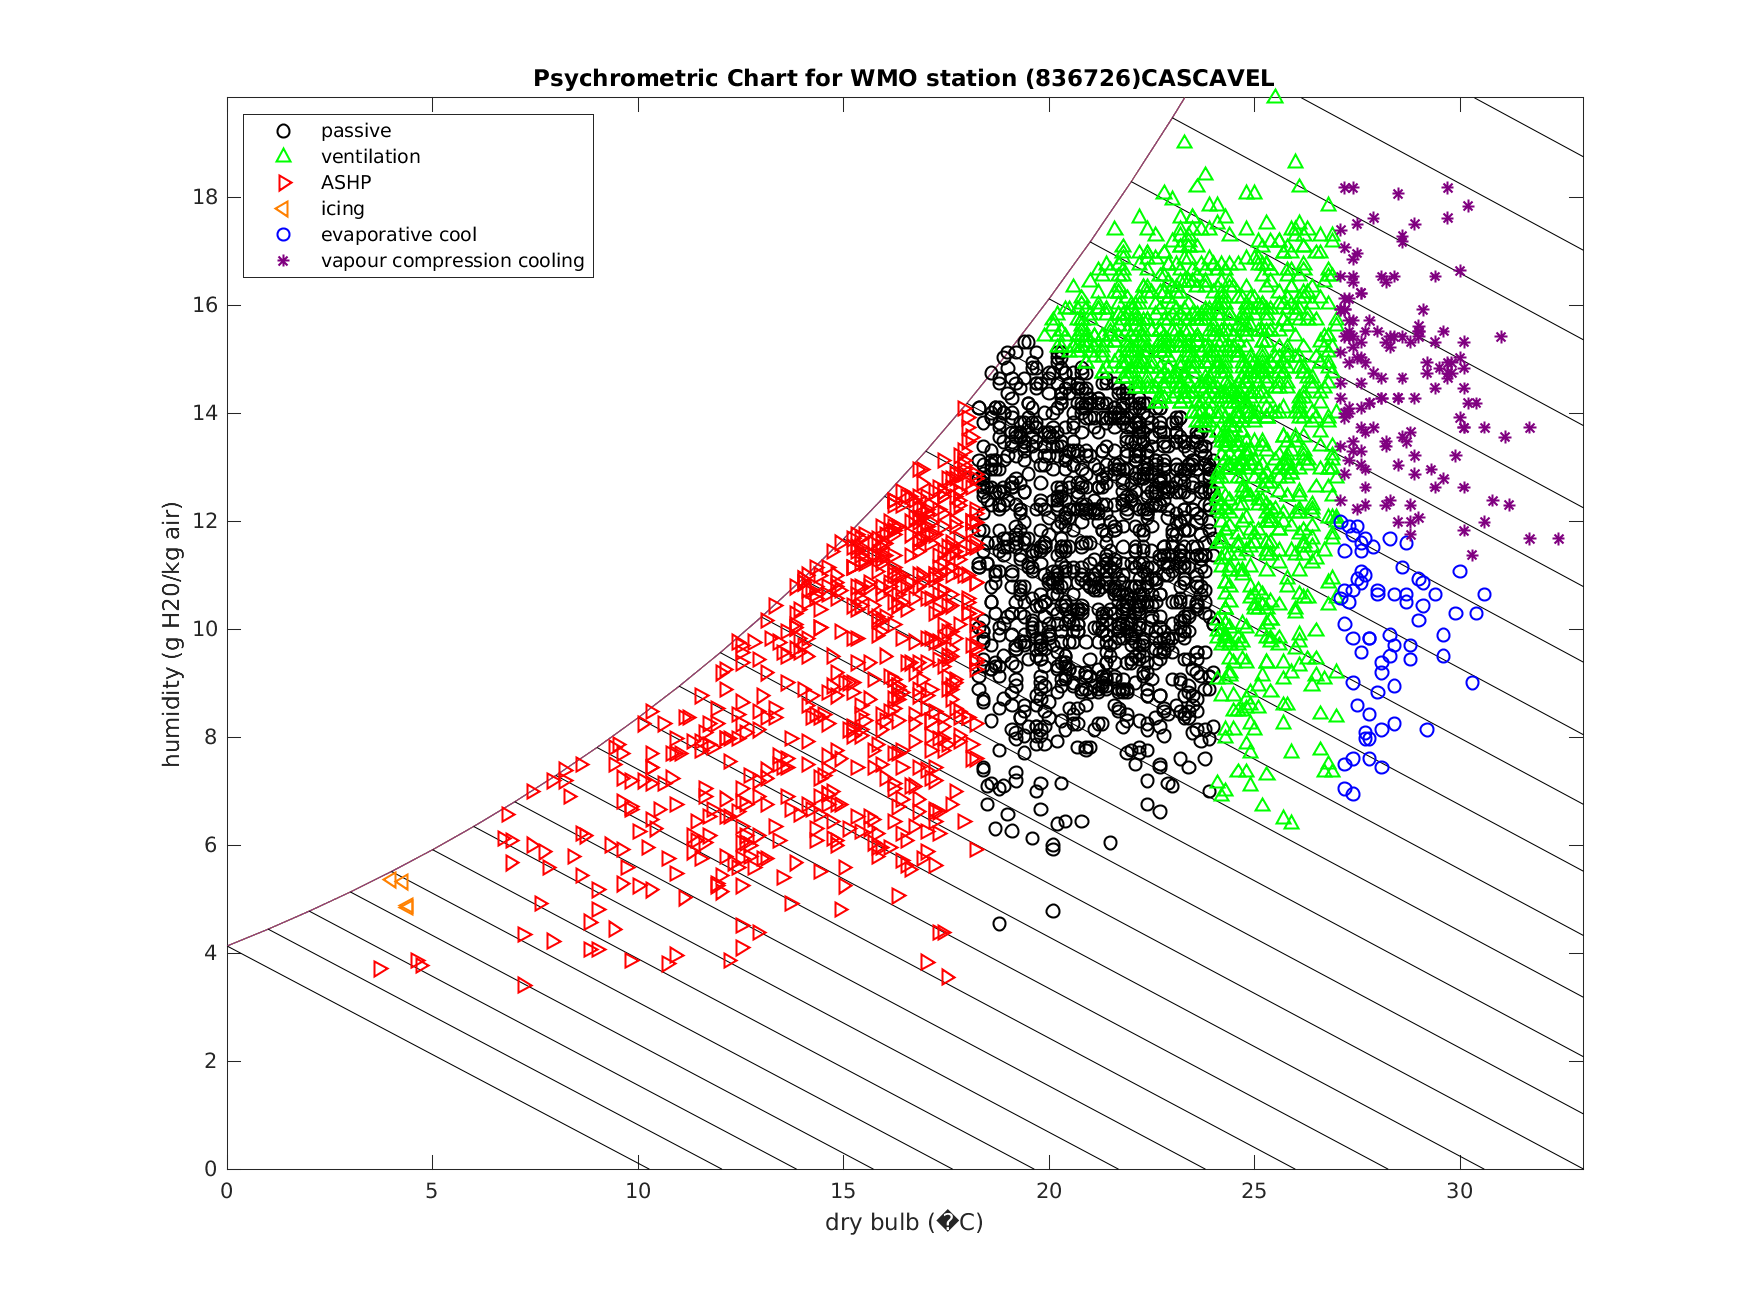 Psychrometric Chart for WMO station (836726)CASCAVEL
passive
ventilation
ASHP
icing
evaporative cool
vapour compression cooling
humidity (g H20/kg air)
18
16
14
12
10
8
6
4
2
0
0 5 10 15 20 25 30
dry bulb (�C)